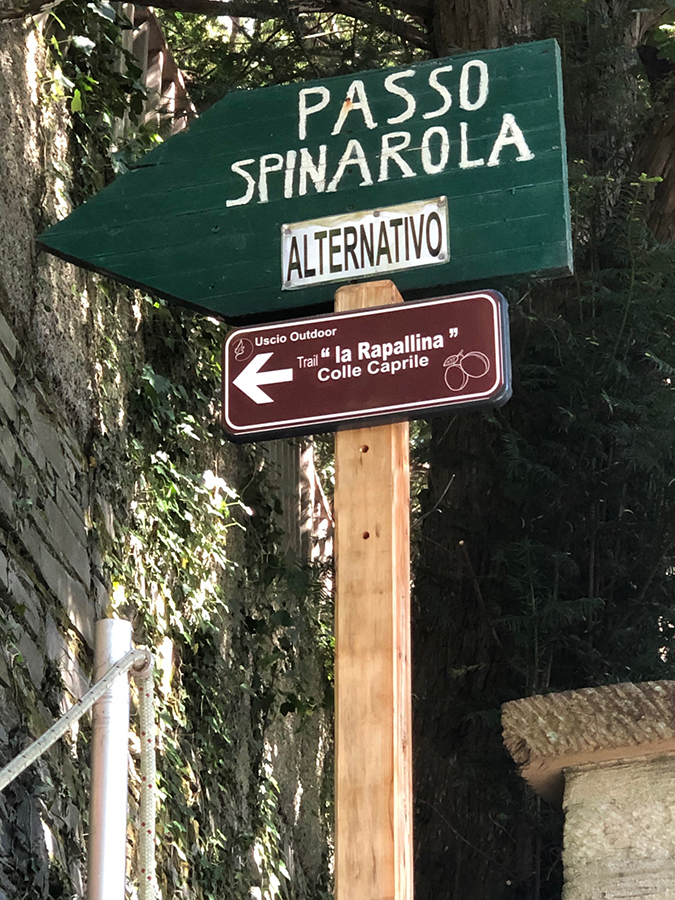 PASSO
SPINAROLA
ALTERNATIVO
Uscio Outdoor
Trail “ la Rapallina ”
Colle Caprile